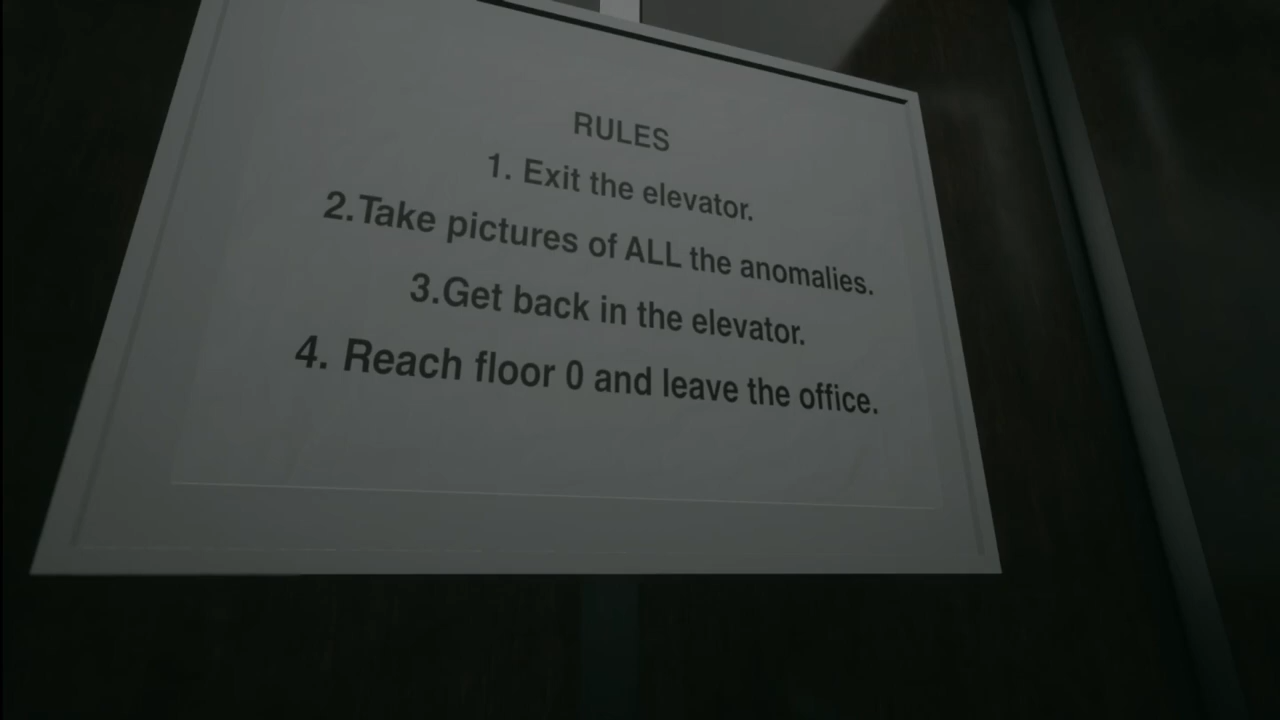 RULES
1. Exit the elevator.
2.Take pictures of ALL the anomalies.
3.Get back in the elevator.
4. Reach floor 0 and leave the office.